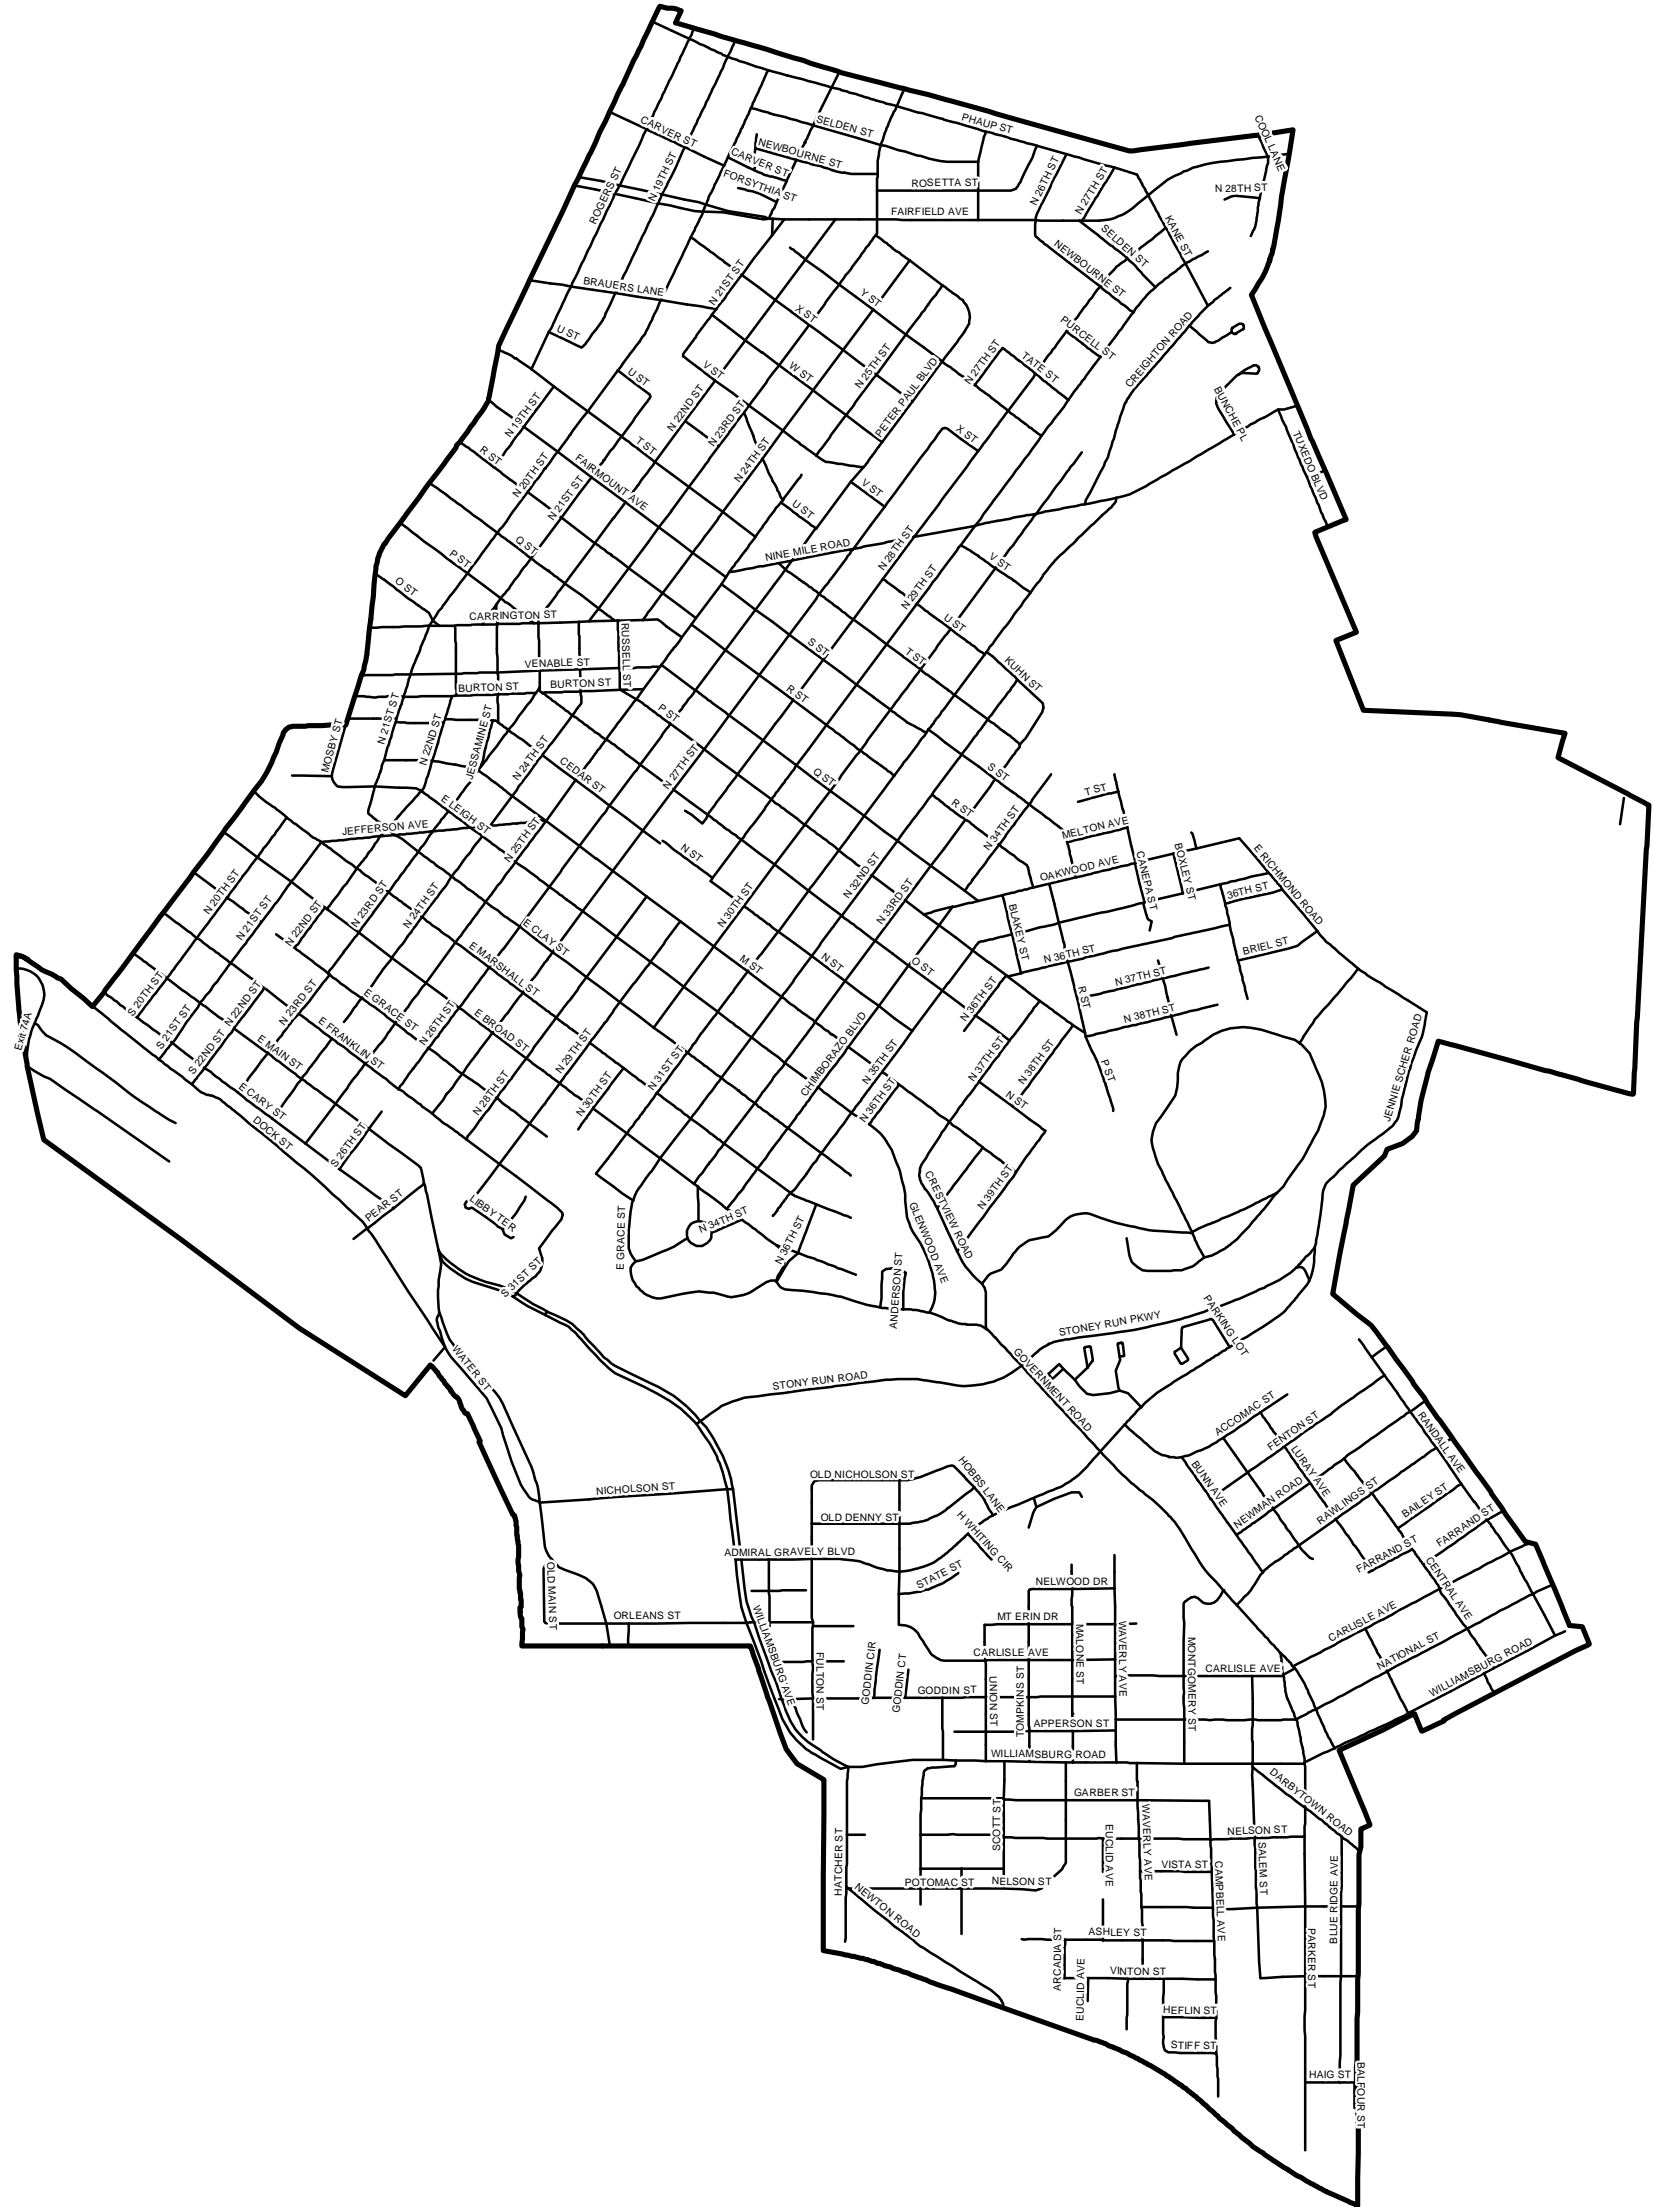 COOL LANE
CARVER ST
SELDEN ST
PHAUP ST
NEWBOURNE ST
CARVER ST
FORSYTHIA ST
ROGERS ST
N 19TH ST
ROSETTA ST
N 26TH ST
N 27TH ST
N 28TH ST
FAIRFIELD AVE
KANE ST
SELDEN ST
NEWBOURNE ST
BRAUERS LANE
N 21ST ST
Y ST
X ST
U ST
PURCELL ST
CREIGHTON ROAD
N 27TH ST
TATE ST
W ST
V ST
U ST
N 25TH ST
PETER PAUL BLVD
N 22ND ST
N 23RD ST
BUNCHE PL
N 19TH ST
T ST
N 24TH ST
X ST
TUXEDO BLVD
R ST
FAIRMOUNT AVE
N 20TH ST
N 21ST ST
V ST
U ST
Q ST
NINE MILE ROAD
N 28TH ST
V ST
P ST
O ST
N 29TH ST
CARRINGTON ST
U ST
RUSSELL ST
S ST
T ST
KUHN ST
VENABLE ST
BURTON ST
BURTON ST
R ST
MOSBY ST
N 21ST ST
N 22ND ST
JESSAMINE ST
P ST
N 24TH ST
CEDAR ST
N 27TH ST
Q ST
S ST
T ST
E LEIGH ST
R ST
JEFFERSON AVE
N 34TH ST
MELTON AVE
N 25TH ST
N ST
OAKWOOD AVE
CANEPA ST
BOXLEY ST
E RICHMOND ROAD
N 20TH ST
N 21ST ST
N 22ND ST
N 23RD ST
N 24TH ST
N 30TH ST
N 32ND ST
N 33RD ST
36TH ST
BLAKEY ST
E CLAY ST
E MARSHALL ST
M ST
N ST
O ST
N 36TH ST
BRIEL ST
S 20TH ST
N 37TH ST
R ST
N 36TH ST
N 38TH ST
Exit 74A
S 21ST ST
N 22ND ST
N 23RD ST
E GRACE ST
N 26TH ST
E BROAD ST
S 22ND ST
E MAIN ST
E FRANKLIN ST
N 29TH ST
N 31ST ST
CHIMBORAZO BLVD
N 35TH ST
N 37TH ST
N 38TH ST
P ST
JENNIE SCHER ROAD
E CARY ST
N 28TH ST
N 30TH ST
N 36TH ST
N ST
DOCK ST
S 26TH ST
N 39TH ST
PEAR ST
LIBBY TER
CRESTVIEW ROAD
GLENWOOD AVE
N 34TH ST
E GRACE ST
N 36TH ST
S 31ST ST
ANDERSON ST
STONEY RUN PKWY
PARKING LOT
WATER ST
GOVERNMENT ROAD
STONY RUN ROAD
ACCOMAC ST
FENTON ST
RANDALL AVE
LURAY AVE
BUNN AVE
NEWMAN ROAD
RAWLINGS ST
BAILEY ST
FARRAND ST
FARRAND ST
CENTRAL AVE
OLD NICHOLSON ST
HOBBS LANE
NICHOLSON ST
OLD DENNY ST
H WHITING CIR
ADMIRAL GRAVELY BLVD
STATE ST
NELWOOD DR
OLD MAIN ST
ORLEANS ST
WILLIAMSBURG AVE
MT ERIN DR
MALONE ST
WAVERLY AVE
CARLISLE AVE
CARLISLE AVE
NATIONAL ST
WILLIAMSBURG ROAD
FULTON ST
GODDIN CIR
GODDIN CT
CARLISLE AVE
MONTGOMERY ST
GODDIN ST
UNION ST
TOMPKINS ST
APPERSON ST
WILLIAMSBURG ROAD
DARBYTOWN ROAD
GARBER ST
HATCHER ST
SCOTT ST
EUCLID AVE
WAVERLY AVE
NELSON ST
VISTA ST
SALEM ST
BLUE RIDGE AVE
POTOMAC ST
NELSON ST
CAMPBELL AVE
NEWTON ROAD
ASHLEY ST
PARKER ST
ARCADIA ST
EUCLID AVE
VINTON ST
HEFLIN ST
STIFF ST
HAIG ST
BALFOUR ST